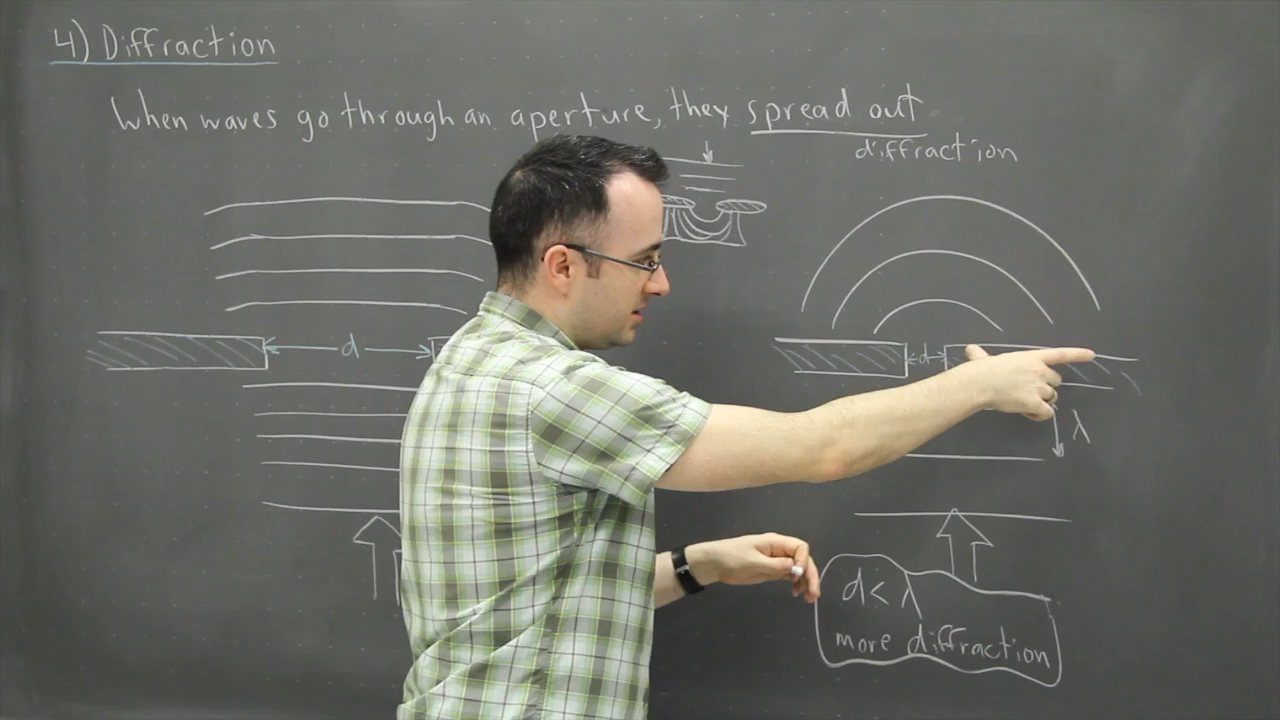 4) Diffraction
When waves go through an aperture, they spread out
diffraction
d
d
λ
d < λ
more diffraction